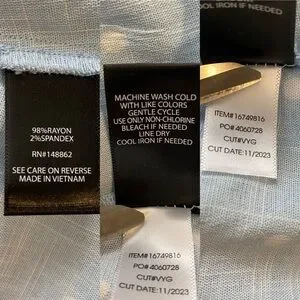 98%RAYON
2%SPANDEX
RN#148862
SEE CARE ON REVERSE
MADE IN VIETNAM
MACHINE WASH COLD
WITH LIKE COLORS
GENTLE CYCLE
USE ONLY NON-CHLORINE
BLEACH IF NEEDED
LINE DRY
COOL IRON IF NEEDED
COOL IRON IF NEEDED
ITEM#16749816
PO# 4060728
CUT#VYG
CUT DATE:11/2023
ITEM#16749816
PO# 4060728
CUT#VYG
CUT DATE:11/2023